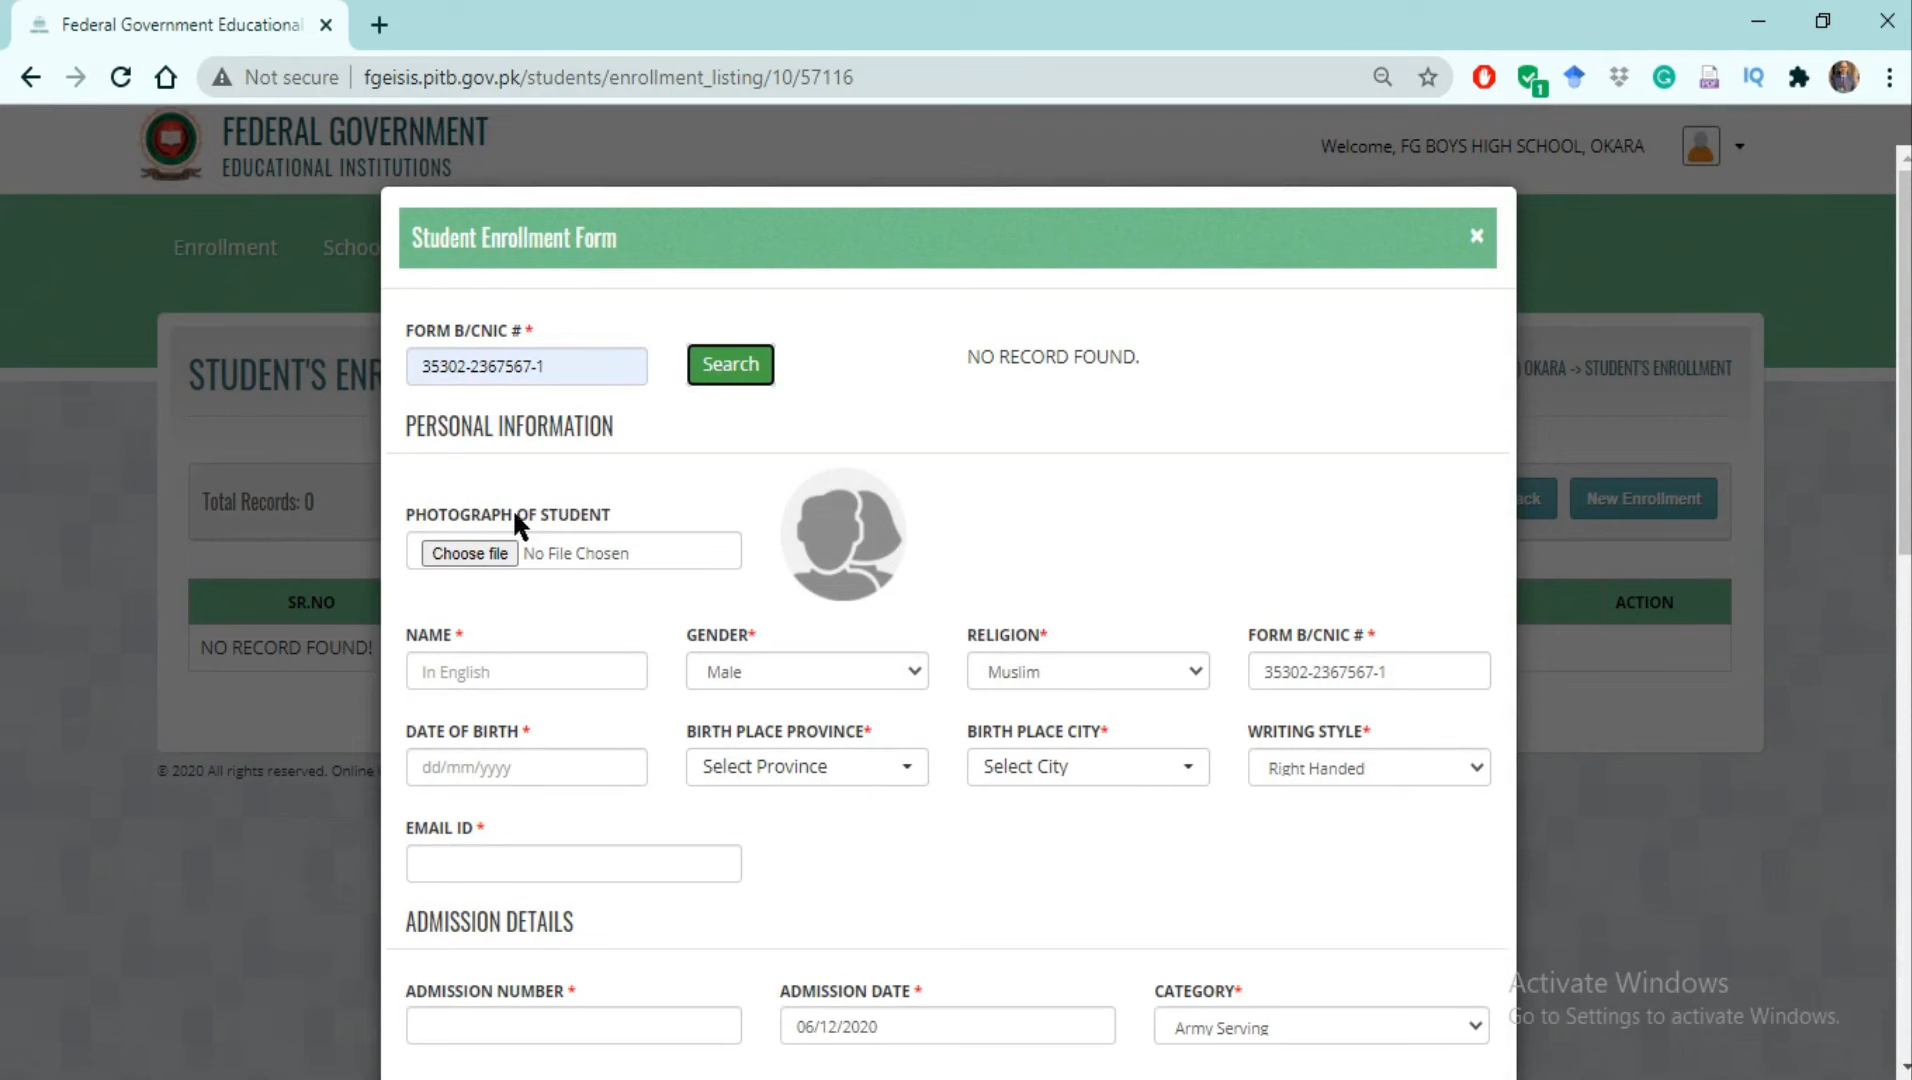 Federal Government Educational
Not secure
fgeisis.pitb.gov.pk/students/enrollment_listing/10/57116
1
IQ
FEDERAL GOVERNMENT
EDUCATIONAL INSTITUTIONS
Welcome, FG BOYS HIGH SCHOOL, OKARA
Enrollment
Schoo
Student Enrollment Form
×
FORM B/CNIC # *
35302-2367567-1
Search
NO RECORD FOUND.
STUDENT'S ENR
OKARA -> STUDENT'S ENROLLMENT
PERSONAL INFORMATION
Total Records: 0
ack
New Enrollment
PHOTOGRAPH OF STUDENT
Choose file No File Chosen
SR.NO
ACTION
NO RECORD FOUND!
NAME *
GENDER*
RELIGION*
FORM B/CNIC # *
In English
Male
Muslim
35302-2367567-1
DATE OF BIRTH *
BIRTH PLACE PROVINCE*
BIRTH PLACE CITY*
WRITING STYLE*
dd/mm/yyyy
Select Province
Select City
Right Handed
© 2020 All rights reserved. Online
EMAIL ID *
ADMISSION DETAILS
ADMISSION NUMBER *
ADMISSION DATE *
CATEGORY*
06/12/2020
Army Serving
Activate Windows
Go to Settings to activate Windows.